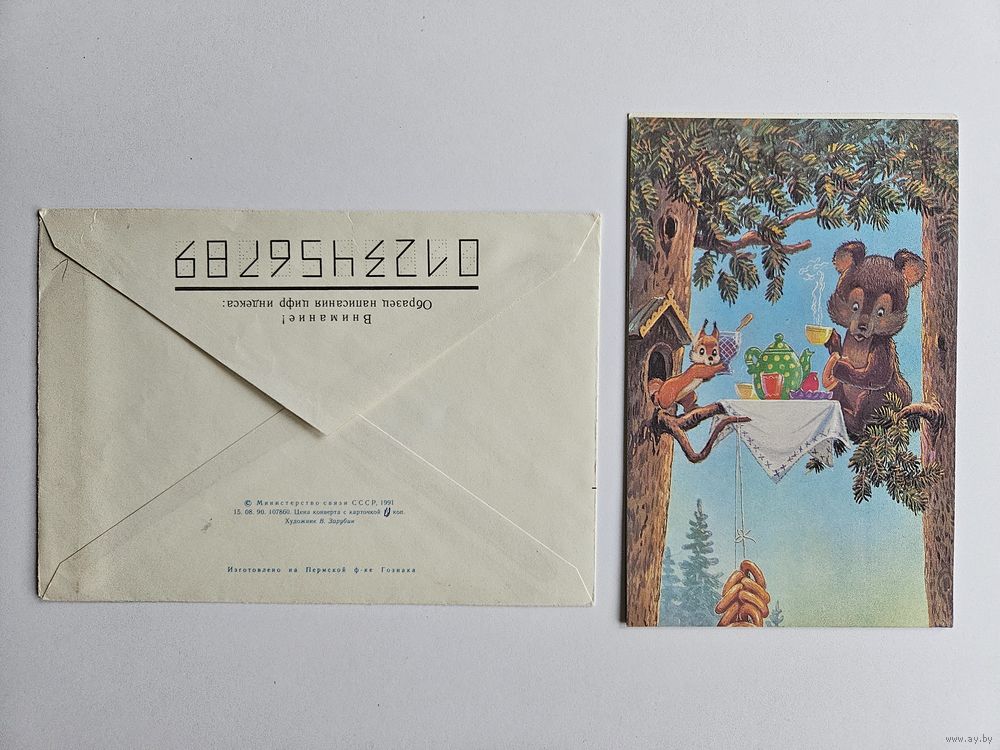 Внимание!
Образец написания цифр индекса:
0123456789
© Министерство связи СССР, 1991
15. 08. 90. 107860. Цена конверта с карточкой коп.
Художник В. Зарубин
Изготовлено на Пермской ф-ке Гознака
www.ay.by